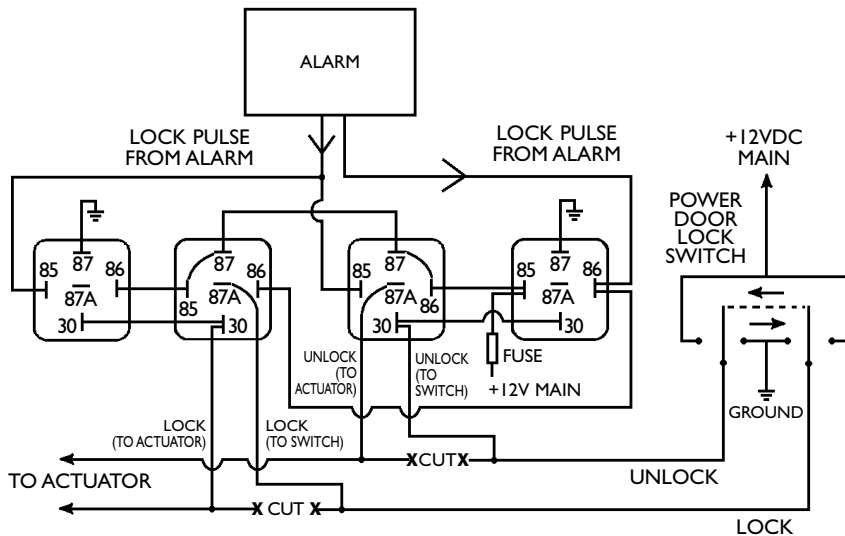 ALARM
LOCK PULSE
FROM ALARM
LOCK PULSE
FROM ALARM
+12VDC
MAIN
POWER
DOOR
LOCK
SWITCH
85
87
86
87A
30
87
86
85
87A
30
85
87
87A
86
30
85
87
86
87A
30
UNLOCK
(TO
ACTUATOR)
UNLOCK
(TO
SWITCH)
FUSE
+12V MAIN
GROUND
LOCK
(TO ACTUATOR)
LOCK
(TO SWITCH)
TO ACTUATOR
X CUT X
UNLOCK
X CUT X
LOCK